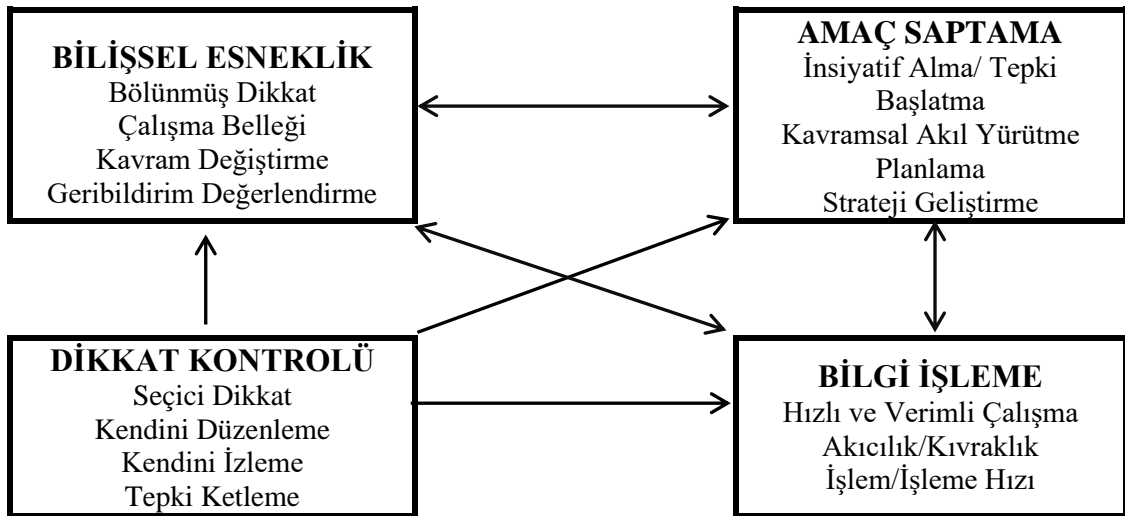 BİLİŞSEL ESNEKLİK
Bölünmüş Dikkat
Çalışma Belleği
Kavram Değiştirme
Geribildirim Değerlendirme
AMAÇ SAPTAMA
İnsiyatif Alma/ Tepki
Başlatma
Kavramsal Akıl Yürütme
Planlama
Strateji Geliştirme
DİKKAT KONTROLÜ
Seçici Dikkat
Kendini Düzenleme
Kendini İzleme
Tepki Ketleme
BİLGİ İŞLEME
Hızlı ve Verimli Çalışma
Akıcılık/Kıvraklık
İşlem/İşleme Hızı